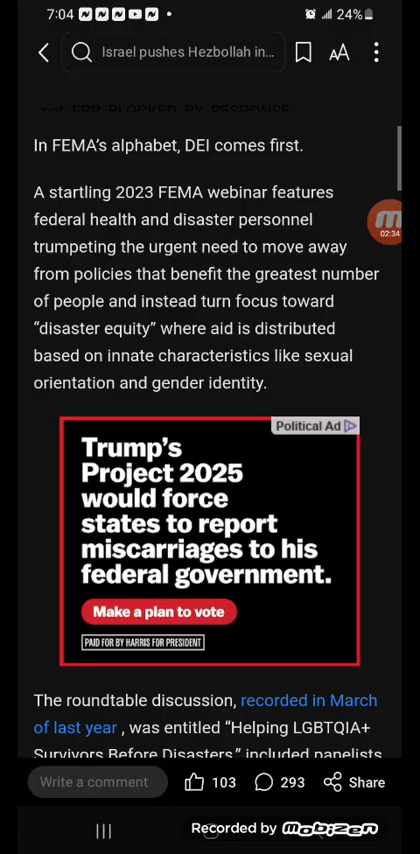 7:04
24%
Israel pushes Hezbollah in...
AA
net::ERR_BLOCKED_BY_RESPONSE
02:34
In FEMA’s alphabet, DEI comes first.
A startling 2023 FEMA webinar features
federal health and disaster personnel
trumpeting the urgent need to move away
from policies that benefit the greatest number
of people and instead turn focus toward
“disaster equity” where aid is distributed
based on innate characteristics like sexual
orientation and gender identity.
Political Ad
Trump’s
Project 2025
would force
states to report
miscarriages to his
federal government.
Make a plan to vote
PAID FOR BY HARRIS FOR PRESIDENT
The roundtable discussion, recorded in March
of last year , was entitled “Helping LGBTQIA+
Survivors Before Disasters,” included panelists
Write a comment
103
293
Share
Recorded by mobizen